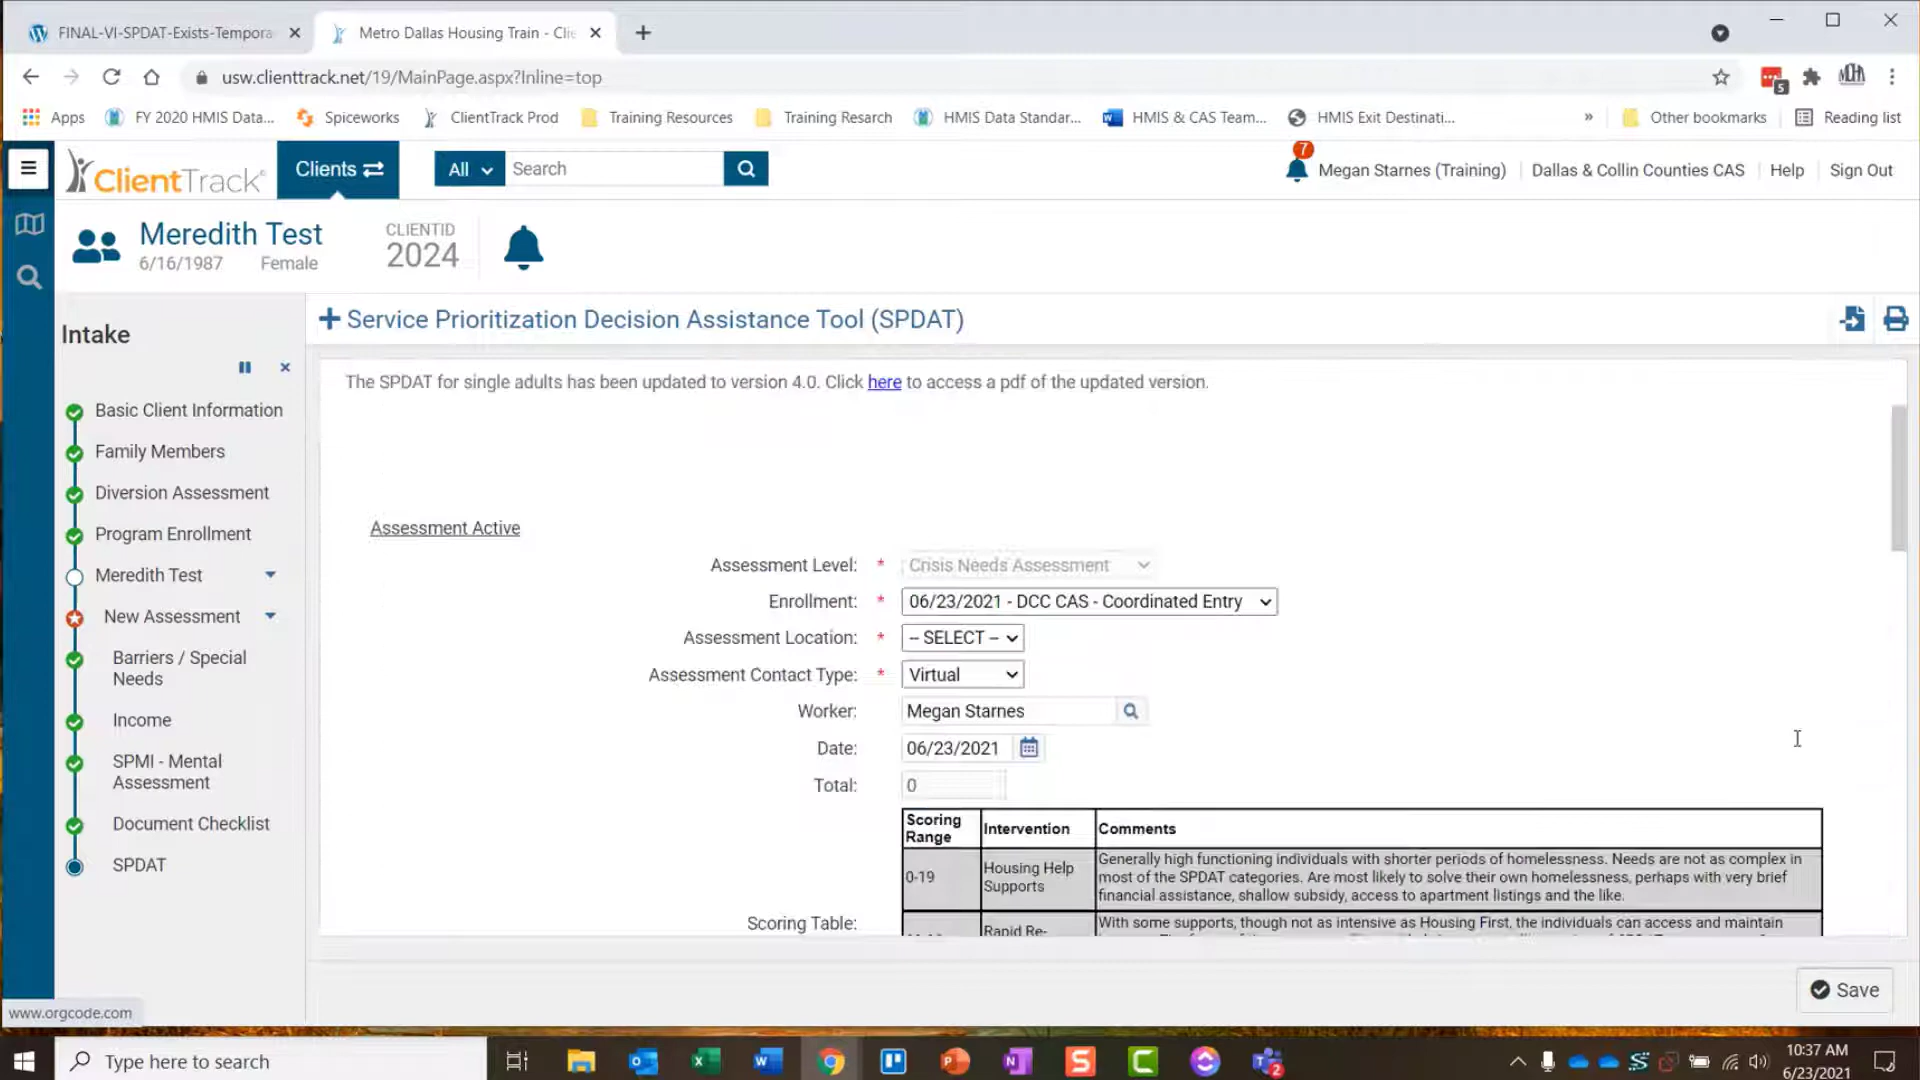 FINAL-VI-SPDAT-Exists-Tempora
Metro Dallas Housing Train - Clie
usw.clienttrack.net/19/MainPage.aspx?Inline=top
5
Apps
FY 2020 HMIS Data...
Spiceworks
ClientTrack Prod
Training Resources
Training Resarch
HMIS Data Standar...
HMIS & CAS Team...
HMIS Exit Destinati...
»
Other bookmarks
Reading list
ClientTrack®
Clients
All
Search
7
Megan Starnes (Training)
Dallas & Collin Counties CAS
Help
Sign Out
Meredith Test
6/16/1987 Female
CLIENTID
2024
Intake
Basic Client Information
Family Members
Diversion Assessment
Program Enrollment
Meredith Test
New Assessment
Barriers / Special
Needs
Income
SPMI - Mental
Assessment
Document Checklist
SPDAT
Service Prioritization Decision Assistance Tool (SPDAT)
The SPDAT for single adults has been updated to version 4.0. Click here to access a pdf of the updated version.
Assessment Active
Assessment Level: * Crisis Needs Assessment
Enrollment: * 06/23/2021 - DCC CAS - Coordinated Entry
Assessment Location: * -- SELECT --
Assessment Contact Type: * Virtual
Worker: Megan Starnes
Date: 06/23/2021
Total: 0
Scoring Table:
Scoring
Range
Intervention
Comments
0-19
Housing Help
Supports
Generally high functioning individuals with shorter periods of homelessness. Needs are not as complex in
most of the SPDAT categories. Are most likely to solve their own homelessness, perhaps with very brief
financial assistance, shallow subsidy, access to apartment listings and the like.
Rapid Re-
With some supports, though not as intensive as Housing First, the individuals can access and maintain
Save
www.orgcode.com
Type here to search
2
10:37 AM
6/23/2021